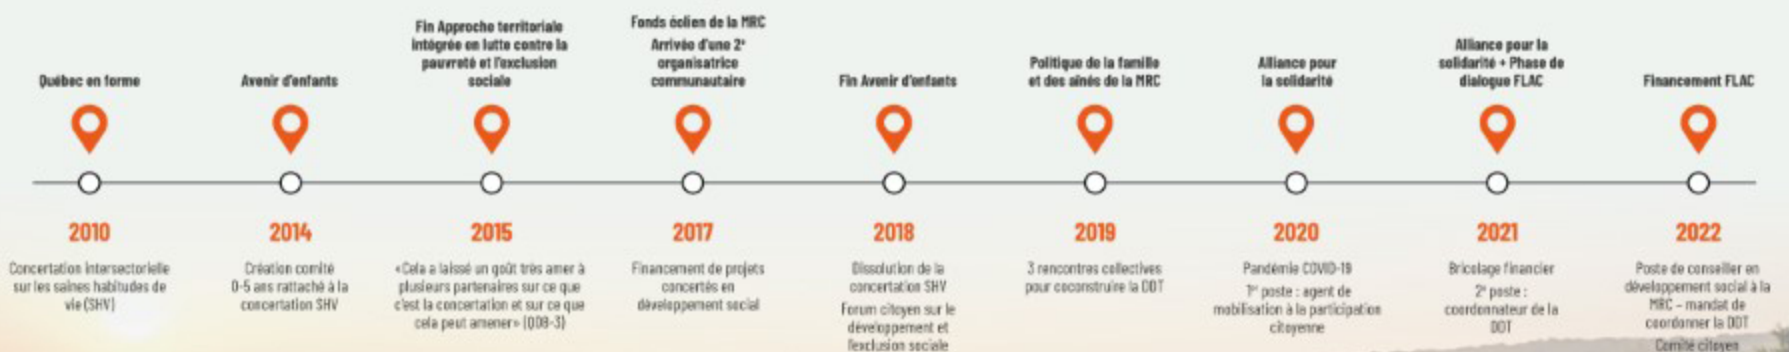 Québec en forme
Avenir d'enfants
Fin Approche territoriale
intégrée en lutte contre la
pauvreté et l'exclusion
sociale
Fonds éolien de la MRC
Arrivée d'une 2e
organisatrice
communautaire
Fin Avenir d'enfants
Politique de la famille
et des aînés de la MRC
Alliance pour
la solidarité
Alliance pour la
solidarité + Phase de
dialogue FLAC
Financement FLAC
2010
Concertation intersectorielle
sur les saines habitudes de
vie (SHV)
2014
Création comité
0-5 ans rattaché à la
concertation SHV
2015
«Cela a laissé un goût très amer à
plusieurs partenaires sur ce que
c'est la concertation et sur ce que
cela peut amener» (QDB-3)
2017
Financement de projets
concertés en
développement social
2018
Dissolution de la
concertation SHV
Forum citoyen sur le
développement et
l'exclusion sociale
2019
3 rencontres collectives
pour coconstruire la DDT
2020
Pandémie COVID-19
1er poste : agent de
mobilisation à la participation
citoyenne
2021
Bricolage financier
2e poste :
coordonnateur de la
DDT
2022
Poste de conseiller en
développement social à la
MRC – mandat de
coordonner la DDT
Comité citoyen